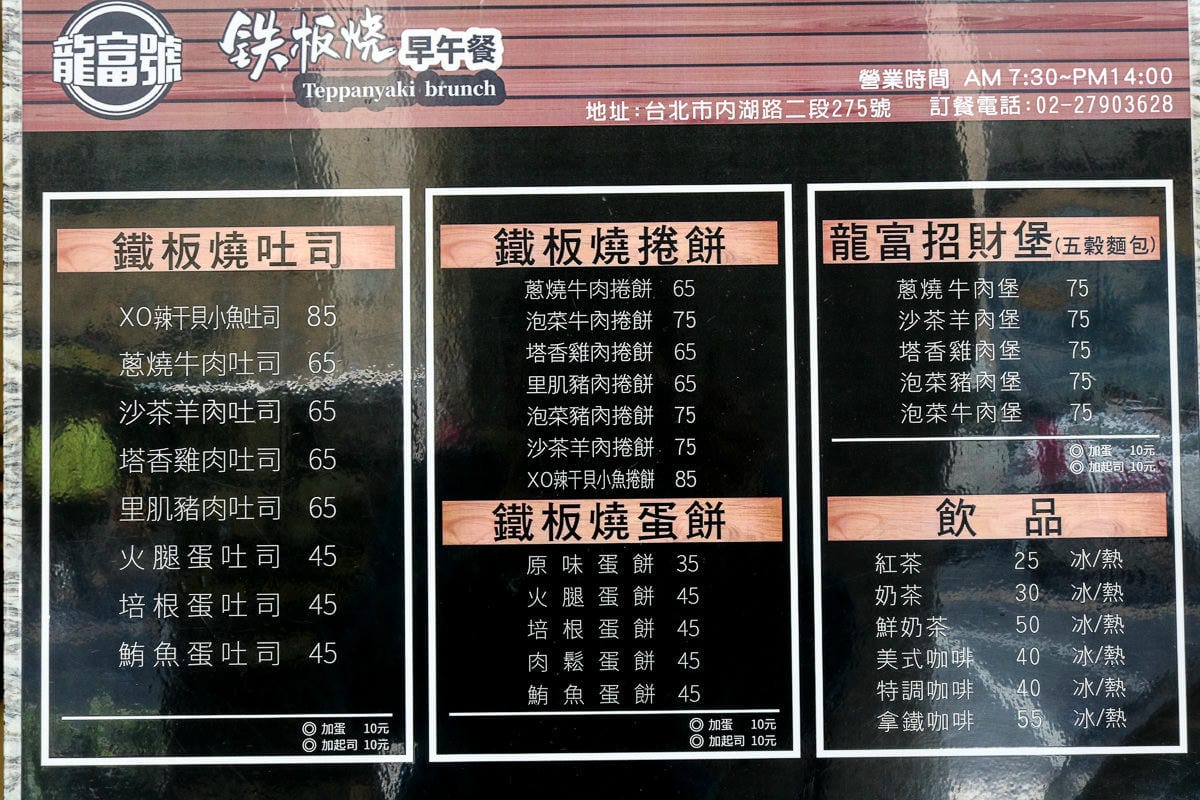 龍富號
鉄板燒早午餐
Teppanyaki brunch
營業時間 AM 7:30~PM14:00
地址:台北市內湖路二段275號 訂餐電話:02-27903628
鐵板燒吐司
XO辣干貝小魚吐司 85
蔥燒牛肉吐司 65
沙茶羊肉吐司 65
塔香雞肉吐司 65
里肌豬肉吐司 65
火腿蛋吐司 45
培根蛋吐司 45
鮪魚蛋吐司 45
◎ 加蛋 10元
◎ 加起司 10元
鐵板燒捲餅
蔥燒牛肉捲餅 65
泡菜牛肉捲餅 75
塔香雞肉捲餅 65
里肌豬肉捲餅 65
泡菜豬肉捲餅 75
沙茶羊肉捲餅 75
XO辣干貝小魚捲餅 85
鐵板燒蛋餅
原味蛋餅 35
火腿蛋餅 45
培根蛋餅 45
肉鬆蛋餅 45
鮪魚蛋餅 45
◎ 加蛋 10元
◎ 加起司 10元
龍富招財堡(五穀麵包)
蔥燒牛肉堡 75
沙茶羊肉堡 75
塔香雞肉堡 75
泡菜豬肉堡 75
泡菜牛肉堡 75
◎ 加蛋 10元
◎ 加起司 10元
飲品
紅茶 25 冰/熱
奶茶 30 冰/熱
鮮奶茶 50 冰/熱
美式咖啡 40 冰/熱
特調咖啡 40 冰/熱
拿鐵咖啡 55 冰/熱